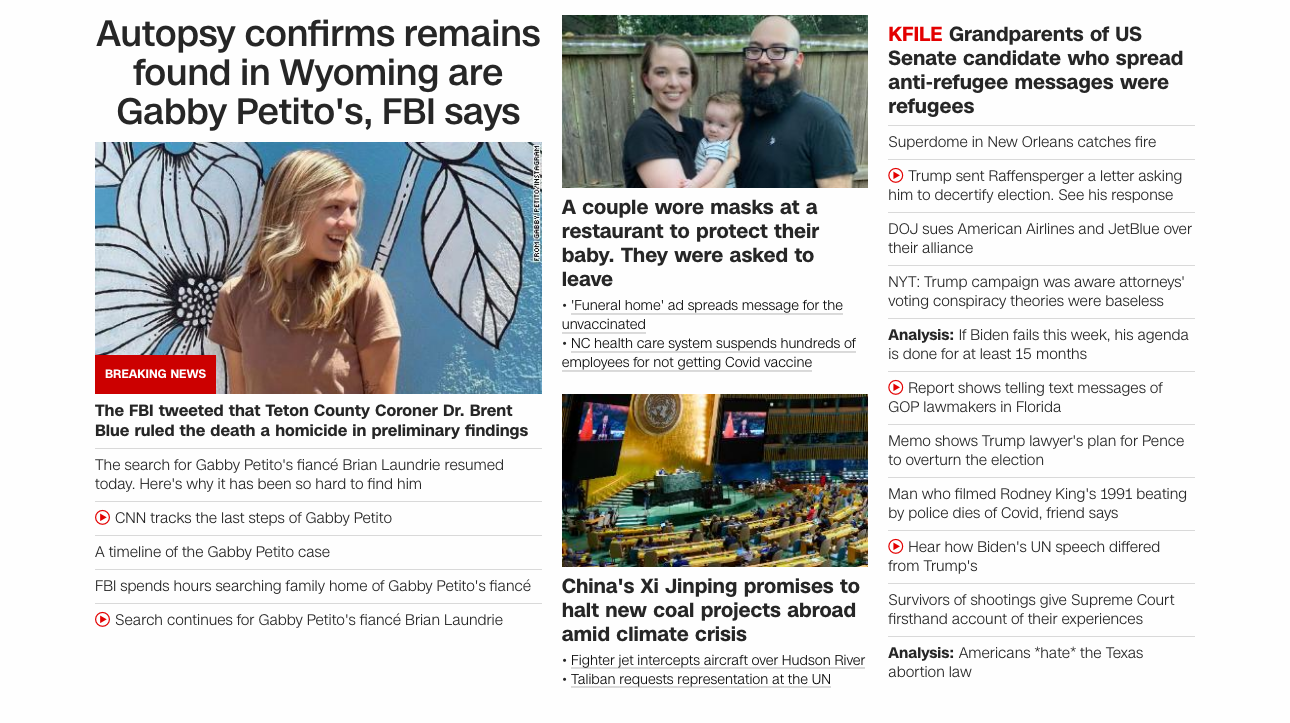 Autopsy confirms remains
found in Wyoming are
Gabby Petito's, FBI says
FROM GABBY PETITO/INSTAGRAM
BREAKING NEWS
The FBI tweeted that Teton County Coroner Dr. Brent
Blue ruled the death a homicide in preliminary findings
The search for Gabby Petito's fiancé Brian Laundrie resumed
today. Here's why it has been so hard to find him
CNN tracks the last steps of Gabby Petito
A timeline of the Gabby Petito case
FBI spends hours searching family home of Gabby Petito's fiancé
Search continues for Gabby Petito's fiancé Brian Laundrie
A couple wore masks at a
restaurant to protect their
baby. They were asked to
leave
• 'Funeral home' ad spreads message for the
unvaccinated
• NC health care system suspends hundreds of
employees for not getting Covid vaccine
China's Xi Jinping promises to
halt new coal projects abroad
amid climate crisis
• Fighter jet intercepts aircraft over Hudson River
• Taliban requests representation at the UN
KFILE Grandparents of US
Senate candidate who spread
anti-refugee messages were
refugees
Superdome in New Orleans catches fire
Trump sent Raffensperger a letter asking
him to decertify election. See his response
DOJ sues American Airlines and JetBlue over
their alliance
NYT: Trump campaign was aware attorneys'
voting conspiracy theories were baseless
Analysis: If Biden fails this week, his agenda
is done for at least 15 months
Report shows telling text messages of
GOP lawmakers in Florida
Memo shows Trump lawyer's plan for Pence
to overturn the election
Man who filmed Rodney King's 1991 beating
by police dies of Covid, friend says
Hear how Biden's UN speech differed
from Trump's
Survivors of shootings give Supreme Court
firsthand account of their experiences
Analysis: Americans *hate* the Texas
abortion law